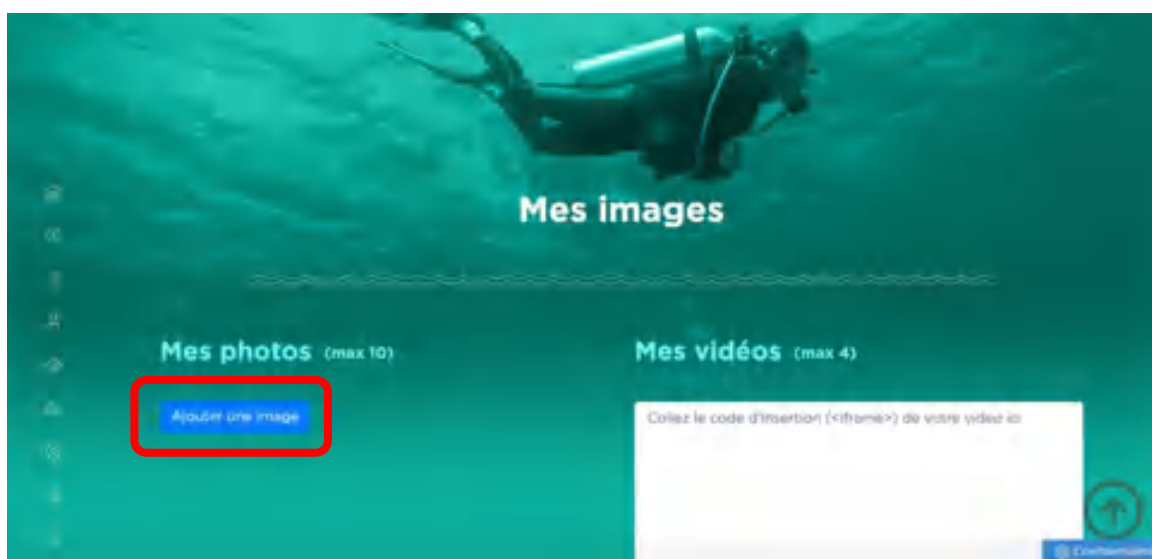 Mes images
Mes photos (max 10)
Ajouter une image
Mes vidéos (max 4)
Collez le code d'insertion (<iframe>) de votre video ici